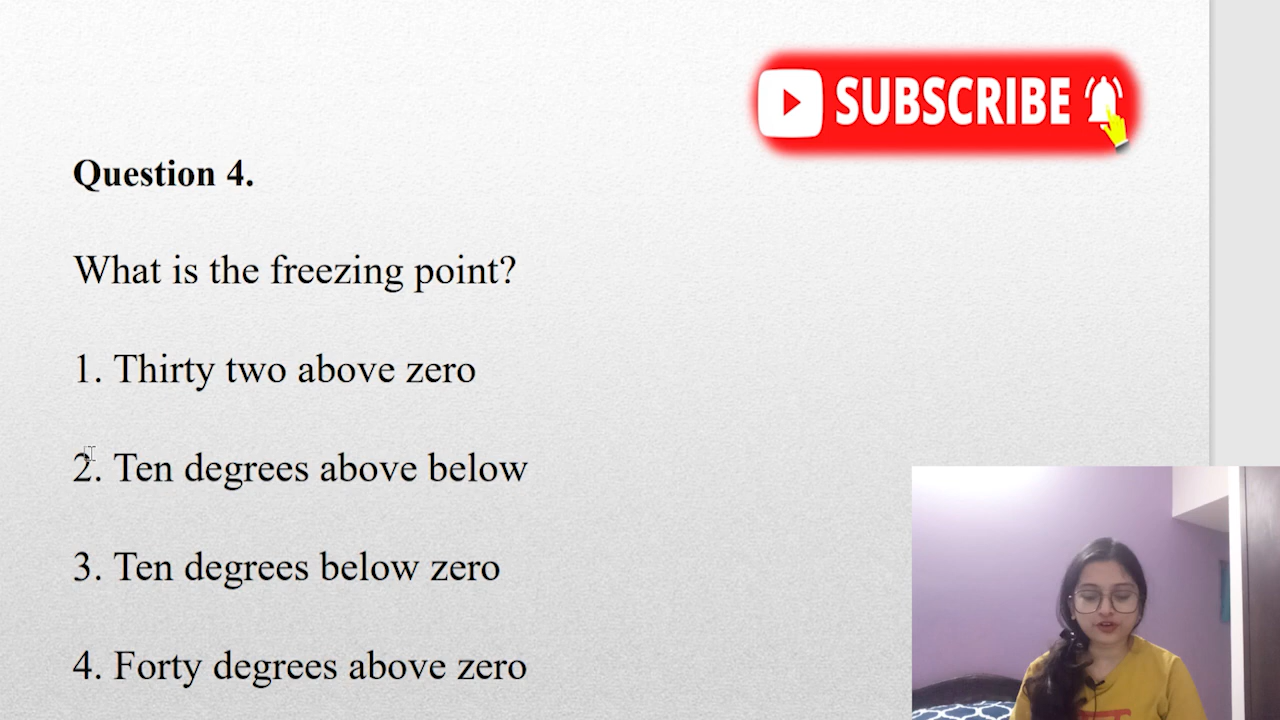 SUBSCRIBE
Question 4.
What is the freezing point?
1. Thirty two above zero
2. Ten degrees above below
3. Ten degrees below zero
4. Forty degrees above zero